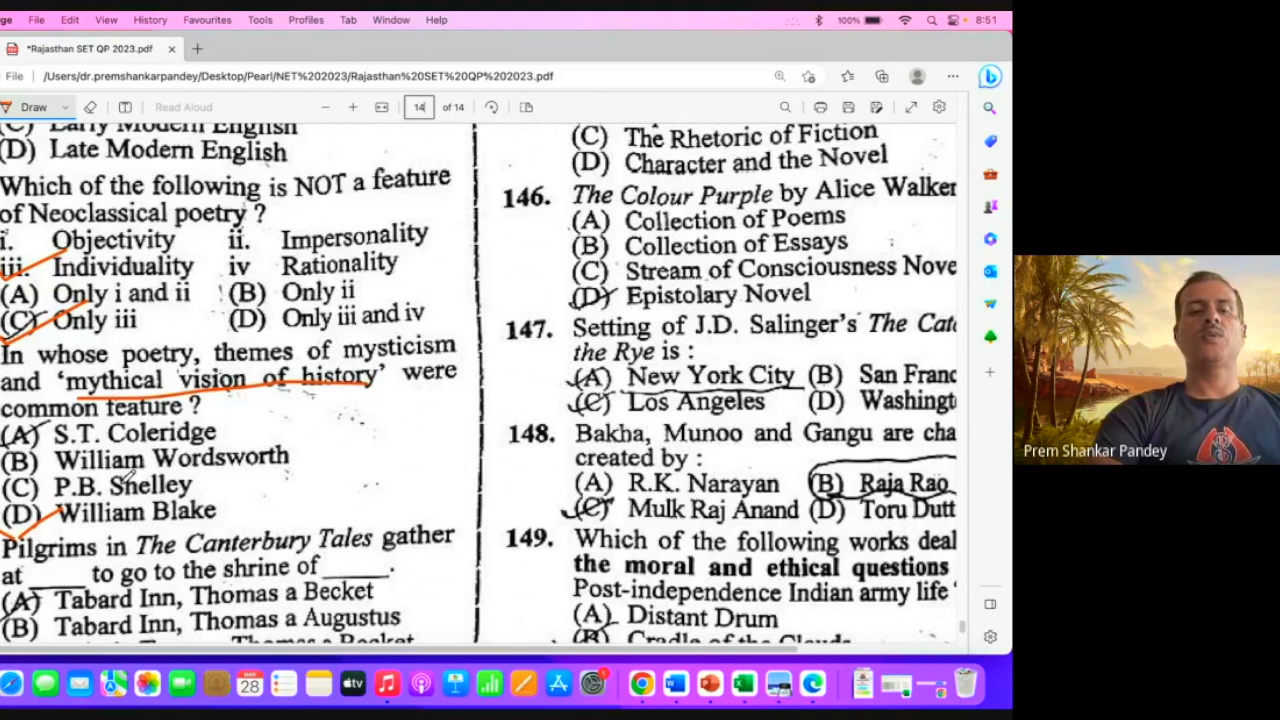 ge File Edit View History Favourites Tools Profiles Tab Window Help 100% 8:51
*Rajasthan SET QP 2023.pdf
File /Users/dr.premshankarpandey/Desktop/Pearl/NET%202023/Rajasthan%20SET%20QP%202023.pdf
Draw Read Aloud 14 of 14
(C) Early Modern English
(D) Late Modern English
Which of the following is NOT a feature
of Neoclassical poetry ?
i. Objectivity ii. Impersonality
iii. Individuality iv Rationality
(A) Only i and ii (B) Only ii
(C) Only iii (D) Only iii and iv
In whose poetry, themes of mysticism
and 'mythical vision of history' were
common feature ?
(A) S.T. Coleridge
(B) William Wordsworth
(C) P.B. Shelley
(D) William Blake
Pilgrims in The Canterbury Tales gather
at ____ to go to the shrine of ____.
(A) Tabard Inn, Thomas a Becket
(B) Tabard Inn, Thomas a Augustus
Thomas a Becket
(C) The Rhetoric of Fiction
(D) Character and the Novel
146. The Colour Purple by Alice Walker
(A) Collection of Poems
(B) Collection of Essays
(C) Stream of Consciousness Nove
(D) Epistolary Novel
147. Setting of J.D. Salinger's The Cat
the Rye is :
(A) New York City (B) San Franc
(C) Los Angeles (D) Washingt
148. Bakha, Munoo and Gangu are cha
created by :
(A) R.K. Narayan (B) Raja Rao
(C) Mulk Raj Anand (D) Toru Dutt
149. Which of the following works deal
the moral and ethical questions
Post-independence Indian army life
(A) Distant Drum
(B) Cradle of the Clouds
Prem Shankar Pandey
28
tv